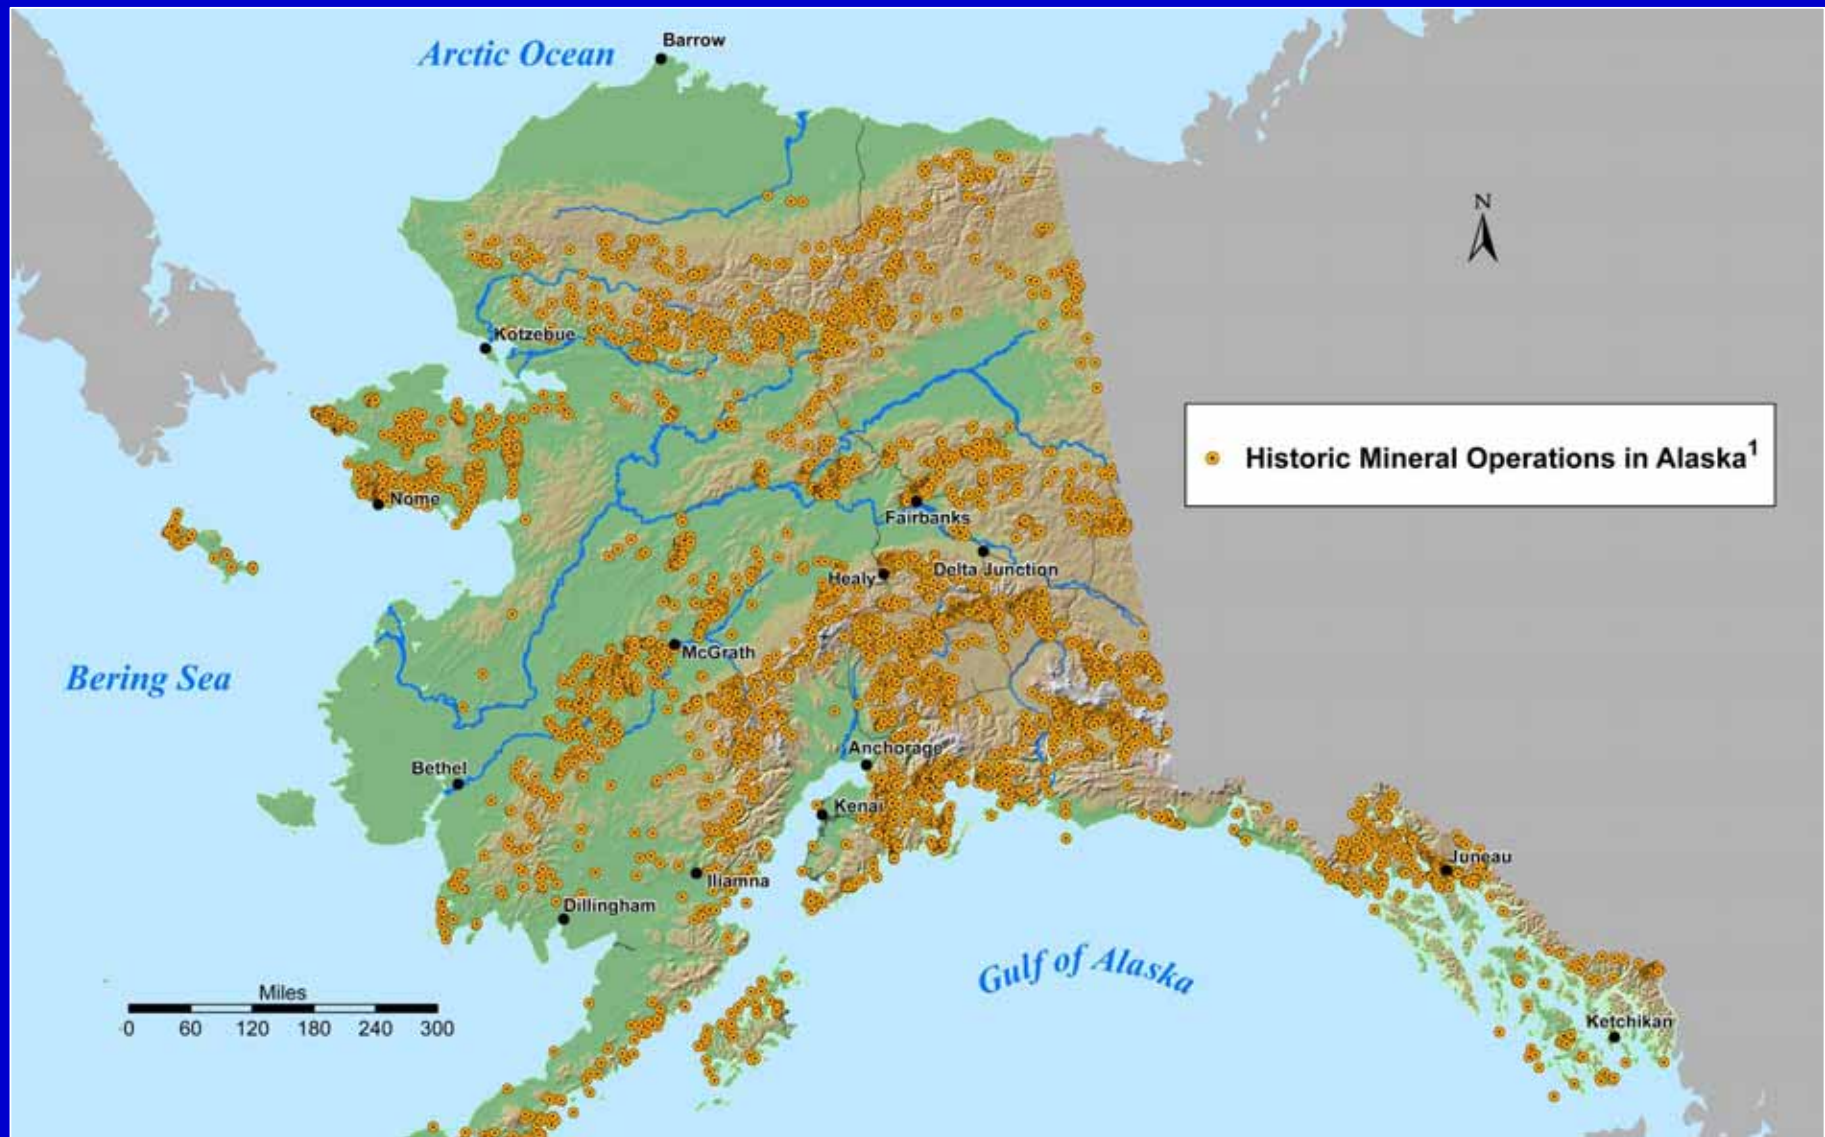 Arctic Ocean
Barrow
N
Kotzebue
Historic Mineral Operations in Alaska¹
Nome
Fairbanks
Healy
Delta Junction
McGrath
Bering Sea
Anchorage
Bethel
Kenai
Juneau
Iliamna
Dillingham
Gulf of Alaska
Miles
0 60 120 180 240 300
Ketchikan